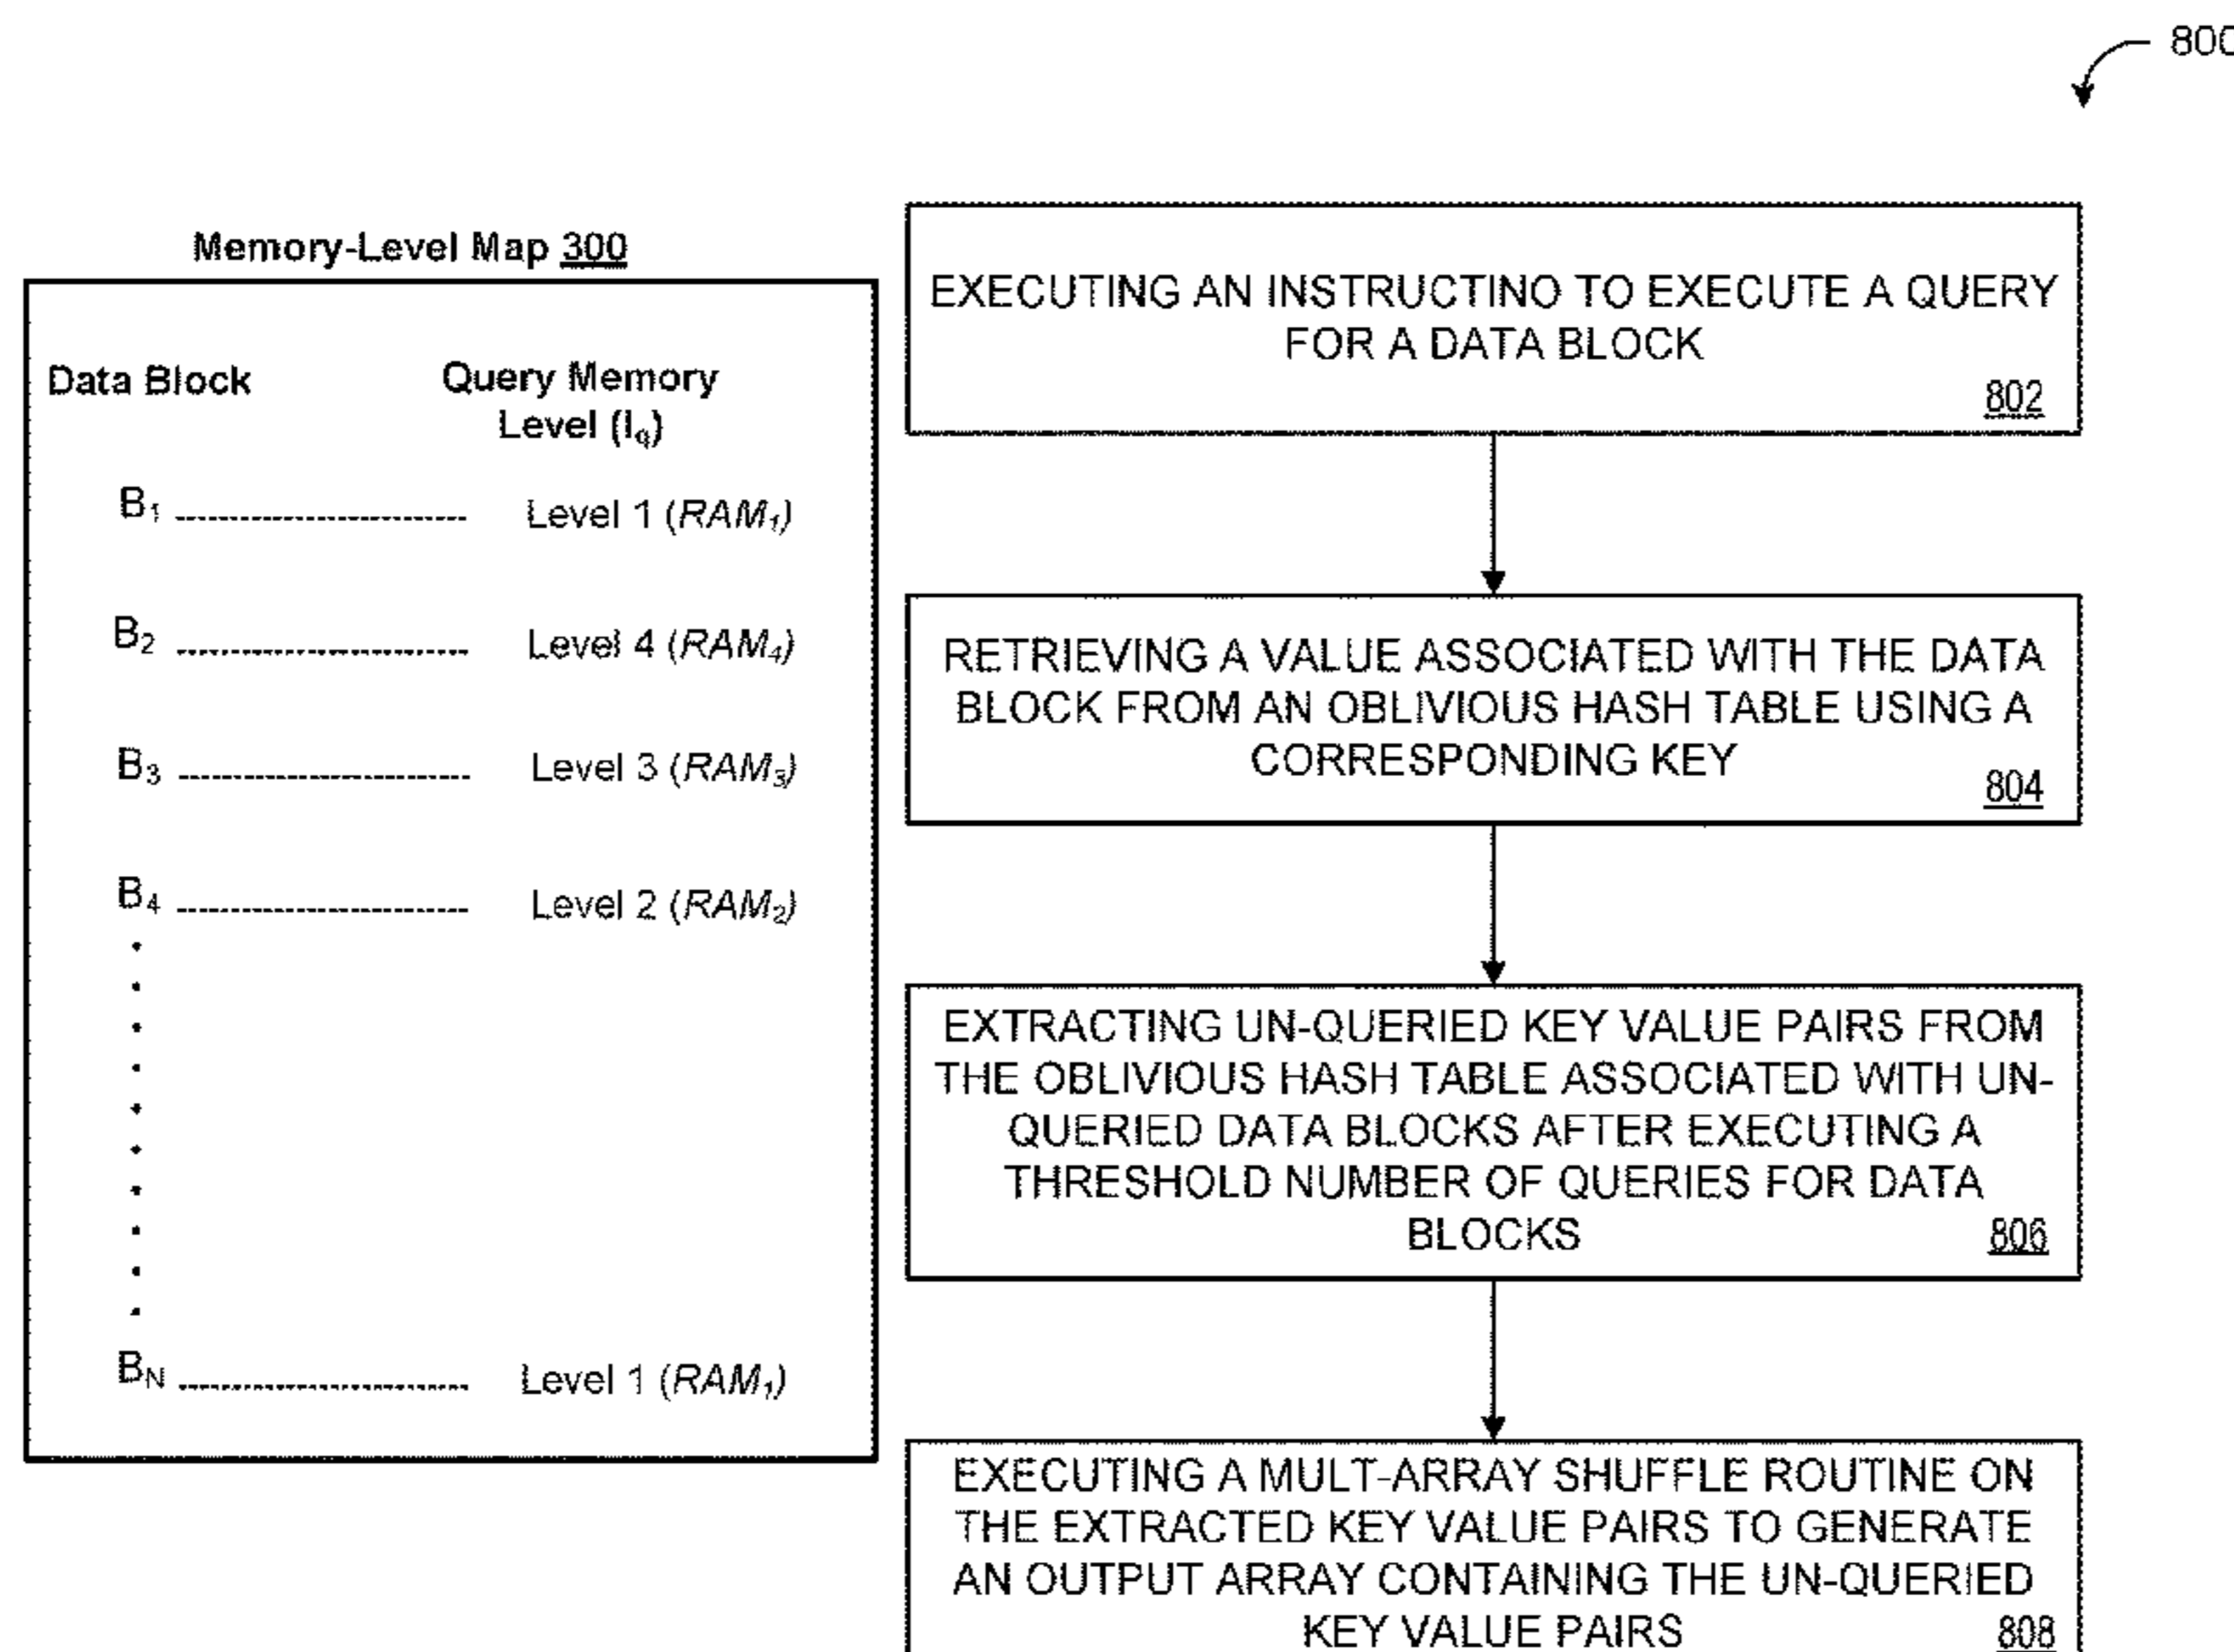 800
Memory-Level Map 300
Data Block
Query Memory
Level (lq)
B1 Level 1 (RAM1)
B2 Level 4 (RAM4)
B3 Level 3 (RAM3)
B4 Level 2 (RAM2)
BN Level 1 (RAM1)
EXECUTING AN INSTRUCTINO TO EXECUTE A QUERY
FOR A DATA BLOCK
802
RETRIEVING A VALUE ASSOCIATED WITH THE DATA
BLOCK FROM AN OBLIVIOUS HASH TABLE USING A
CORRESPONDING KEY
804
EXTRACTING UN-QUERIED KEY VALUE PAIRS FROM
THE OBLIVIOUS HASH TABLE ASSOCIATED WITH UN-
QUERIED DATA BLOCKS AFTER EXECUTING A
THRESHOLD NUMBER OF QUERIES FOR DATA
BLOCKS
806
EXECUTING A MULT-ARRAY SHUFFLE ROUTINE ON
THE EXTRACTED KEY VALUE PAIRS TO GENERATE
AN OUTPUT ARRAY CONTAINING THE UN-QUERIED
KEY VALUE PAIRS
808